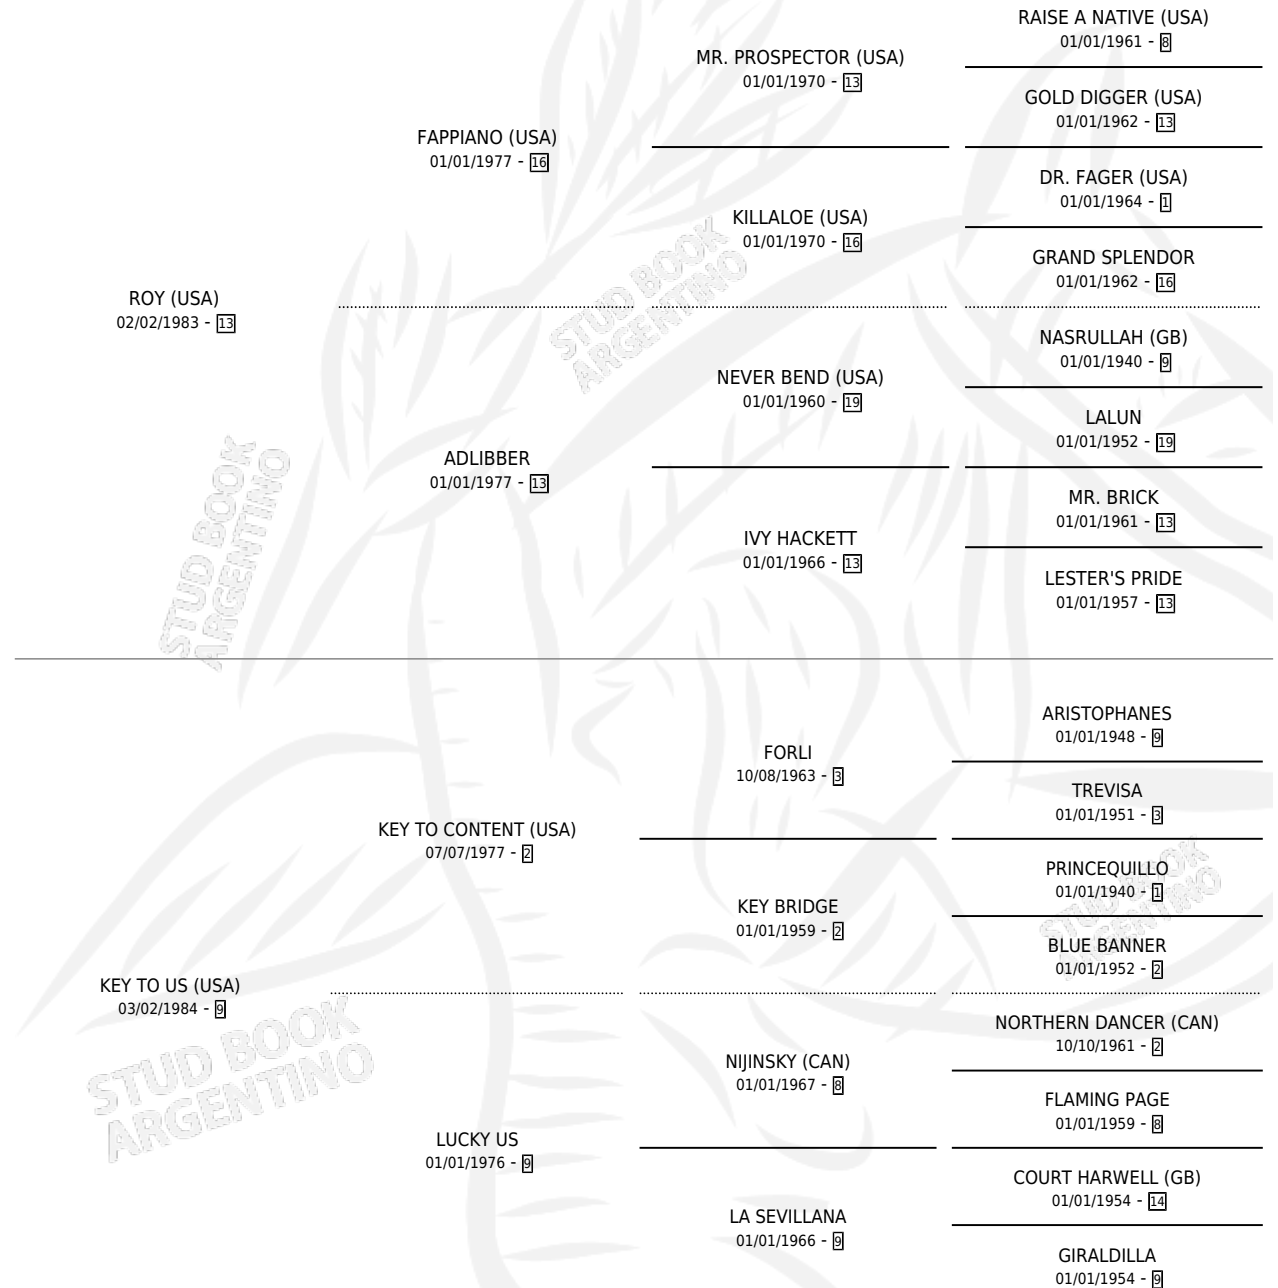 RAISE A NATIVE (USA)
01/01/1961 - 8
MR. PROSPECTOR (USA)
01/01/1970 - 13
GOLD DIGGER (USA)
01/01/1962 - 13
FAPPIANO (USA)
01/01/1977 - 16
DR. FAGER (USA)
01/01/1964 - 1
KILLALOE (USA)
01/01/1970 - 16
GRAND SPLENDOR
01/01/1962 - 16
ROY (USA)
02/02/1983 - 13
NASRULLAH (GB)
01/01/1940 - 9
NEVER BEND (USA)
01/01/1960 - 19
LALUN
01/01/1952 - 19
ADLIBBER
01/01/1977 - 13
MR. BRICK
01/01/1961 - 13
IVY HACKETT
01/01/1966 - 13
LESTER'S PRIDE
01/01/1957 - 13
ARISTOPHANES
01/01/1948 - 9
FORLI
10/08/1963 - 3
TREVISA
01/01/1951 - 3
KEY TO CONTENT (USA)
07/07/1977 - 2
PRINCEQUILLO
01/01/1940 - 1
KEY BRIDGE
01/01/1959 - 2
BLUE BANNER
01/01/1952 - 2
KEY TO US (USA)
03/02/1984 - 9
NORTHERN DANCER (CAN)
10/10/1961 - 2
NIJINSKY (CAN)
01/01/1967 - 8
FLAMING PAGE
01/01/1959 - 8
LUCKY US
01/01/1976 - 9
COURT HARWELL (GB)
01/01/1954 - 14
LA SEVILLANA
01/01/1966 - 9
GIRALDILLA
01/01/1954 - 9
STUD BOOK
ARGENTINO
STUD BOOK
ARGENTINO
STUD BOOK
ARGENTINO
STUD BOOK
ARGENTINO